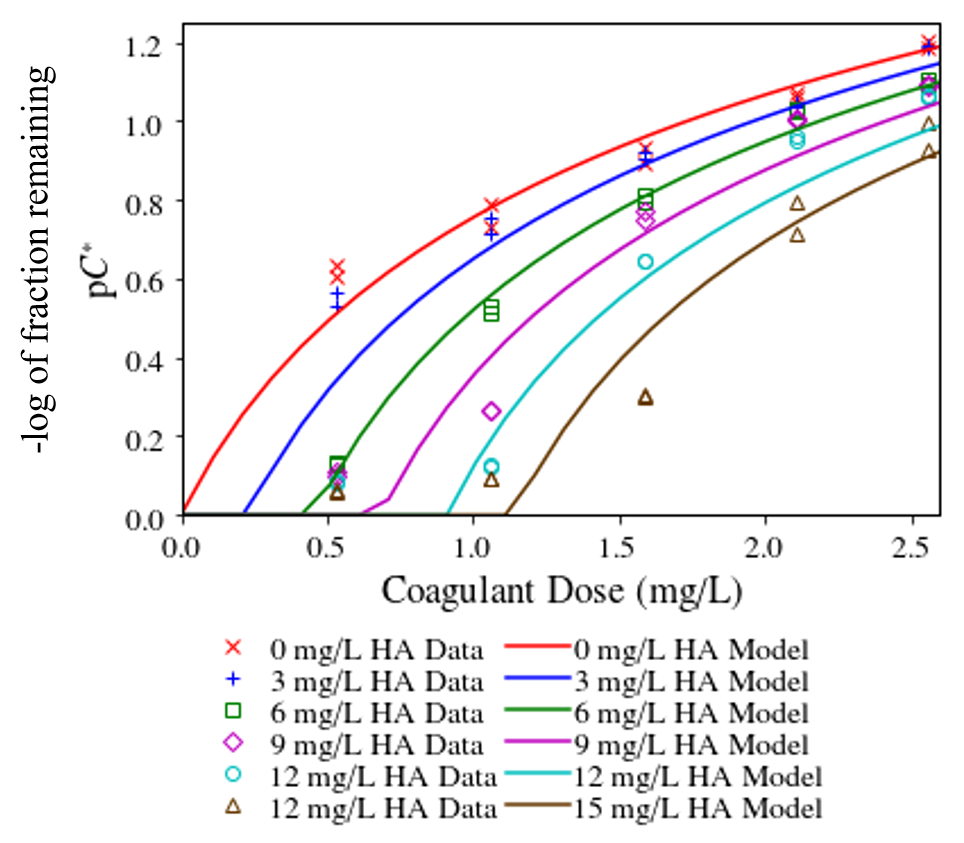 -log of fraction remaining
pC*
1.2
1.0
0.8
0.6
0.4
0.2
0.0
0.0 0.5 1.0 1.5 2.0 2.5
Coagulant Dose (mg/L)
0 mg/L HA Data 0 mg/L HA Model
3 mg/L HA Data 3 mg/L HA Model
6 mg/L HA Data 6 mg/L HA Model
9 mg/L HA Data 9 mg/L HA Model
12 mg/L HA Data 12 mg/L HA Model
12 mg/L HA Data 15 mg/L HA Model